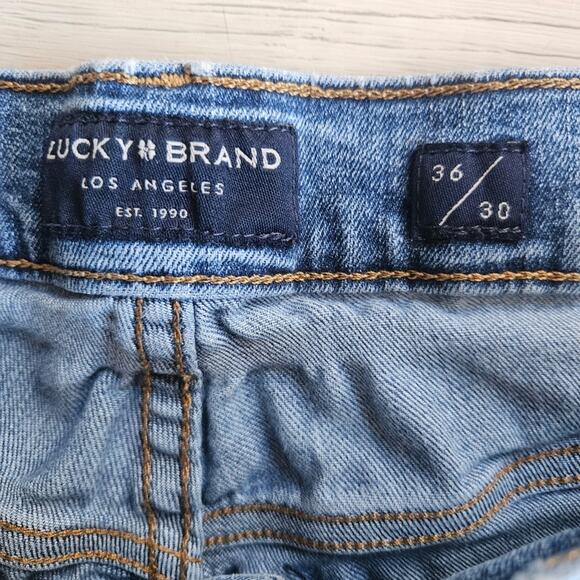 LUCKY BRAND
LOS ANGELES
EST. 1990
36/30